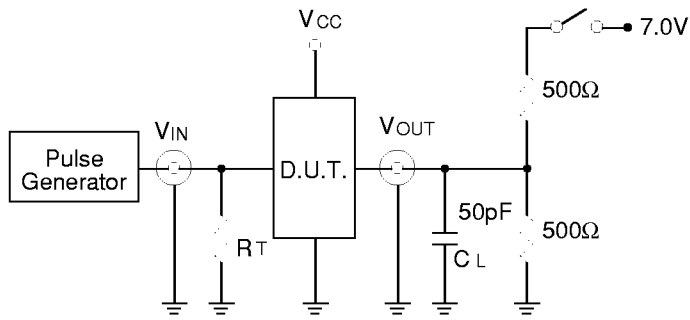 VCC
7.0V
500Ω
VIN
VOUT
Pulse
Generator
D.U.T.
50pF
500Ω
RT
CL